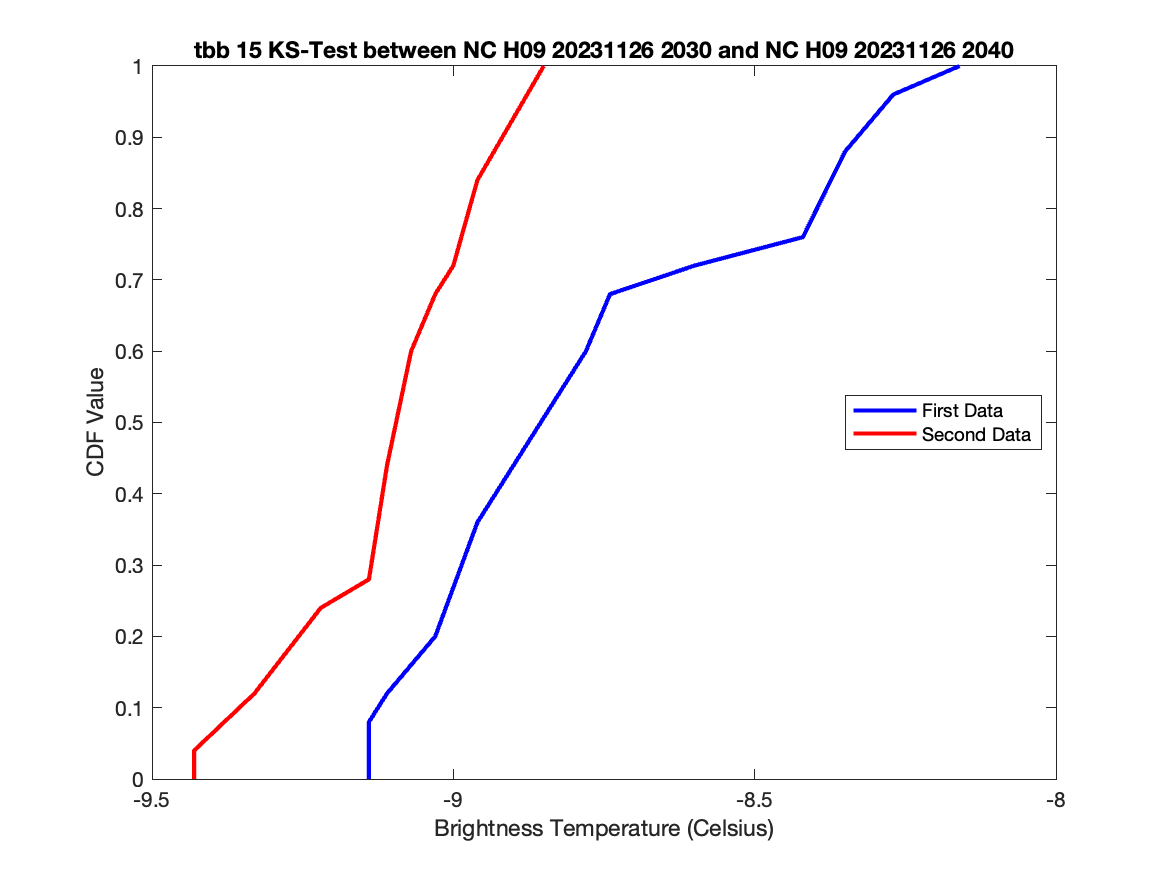 tbb 15 KS-Test between NC H09 20231126 2030 and NC H09 20231126 2040
1
0.9
0.8
0.7
0.6
0.5
0.4
0.3
0.2
0.1
0
CDF Value
First Data
Second Data
-9.5 -9 -8.5 -8
Brightness Temperature (Celsius)